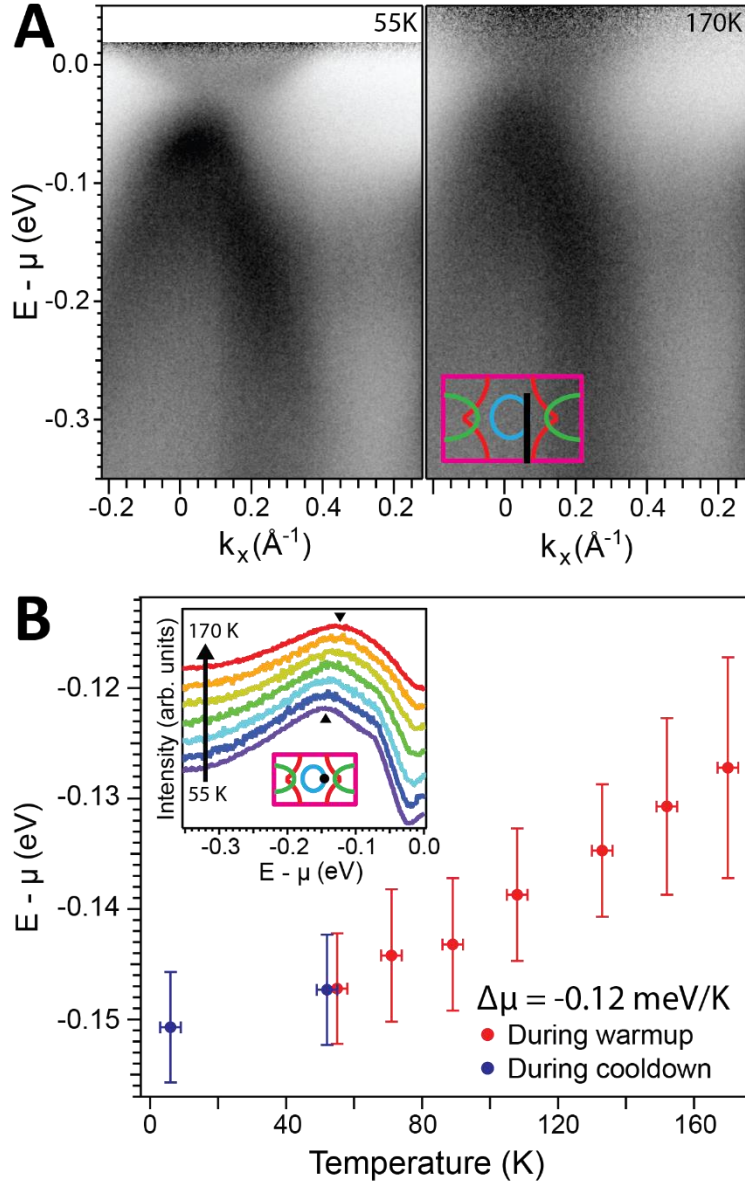 A
55K
170K
0.0
-0.1
-0.2
-0.3
E - μ (eV)
-0.2 0 0.2 0.4 0.6
-0.2 0 0.2 0.4 0.6
kx(Å-1)
kx(Å-1)
B
170 K
55 K
Intensity (arb. units)
-0.3 -0.2 -0.1 0.0
E - μ (eV)
-0.12
-0.13
-0.14
-0.15
E - μ (eV)
Δμ = -0.12 meV/K
During warmup
During cooldown
0 40 80 120 160
Temperature (K)